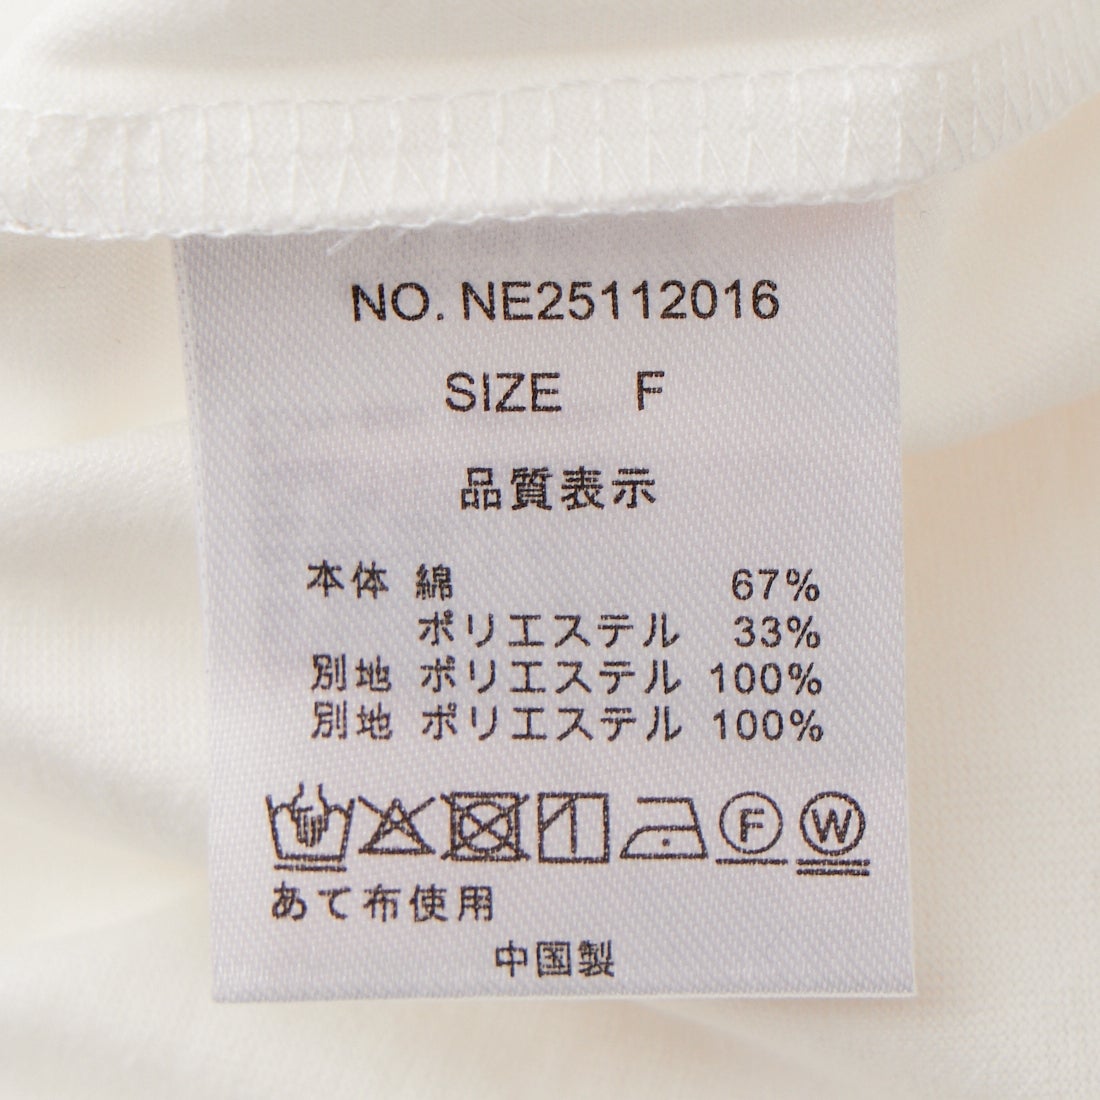 NO. NE25112016
SIZE F
品質表示
本体 綿 67%
ポリエステル 33%
別地 ポリエステル 100%
別地 ポリエステル 100%
F W
あて布使用
中国製